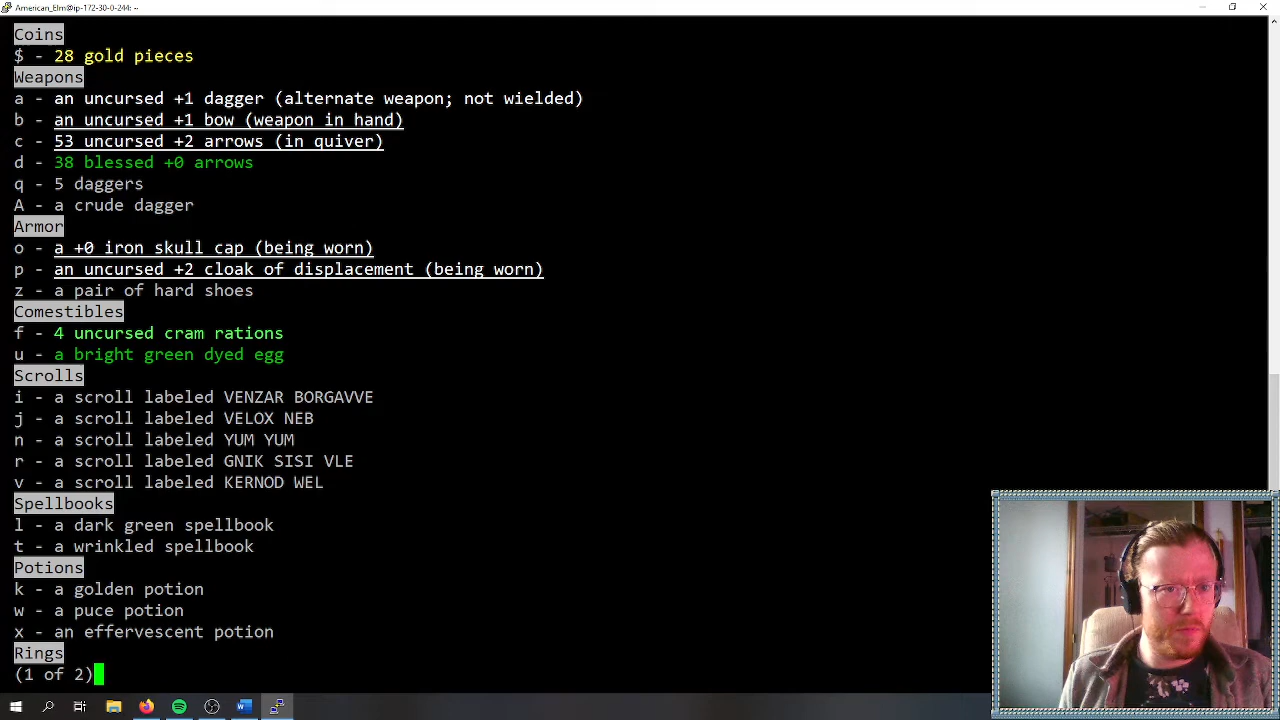 American_Elm@ip-172-30-0-244: ~
Coins
$ - 28 gold pieces
Weapons
a - an uncursed +1 dagger (alternate weapon; not wielded)
b - an uncursed +1 bow (weapon in hand)
c - 53 uncursed +2 arrows (in quiver)
d - 38 blessed +0 arrows
q - 5 daggers
A - a crude dagger
Armor
o - a +0 iron skull cap (being worn)
p - an uncursed +2 cloak of displacement (being worn)
z - a pair of hard shoes
Comestibles
f - 4 uncursed cram rations
u - a bright green dyed egg
Scrolls
i - a scroll labeled VENZAR BORGAVVE
j - a scroll labeled VELOX NEB
n - a scroll labeled YUM YUM
r - a scroll labeled GNIK SISI VLE
v - a scroll labeled KERNOD WEL
Spellbooks
l - a dark green spellbook
t - a wrinkled spellbook
Potions
k - a golden potion
w - a puce potion
x - an effervescent potion
Rings
(1 of 2)